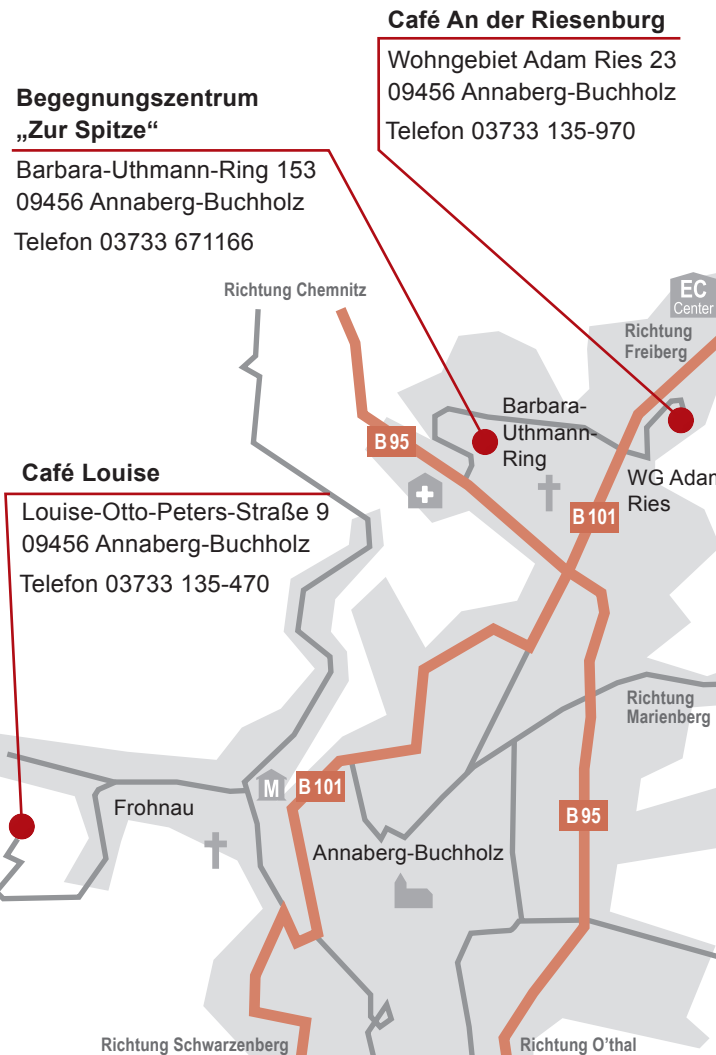 Café An der Riesenburg
Wohngebiet Adam Ries 23
09456 Annaberg-Buchholz
Telefon 03733 135-970
Begegnungszentrum
„Zur Spitze“
Barbara-Uthmann-Ring 153
09456 Annaberg-Buchholz
Telefon 03733 671166
Richtung Chemnitz
EC
Center
Richtung
Freiberg
Barbara-
Uthmann-
Ring
B 95
WG Adam
Ries
B 101
Café Louise
Louise-Otto-Peters-Straße 9
09456 Annaberg-Buchholz
Telefon 03733 135-470
Richtung
Marienberg
M
B 101
Frohnau
B 95
Annaberg-Buchholz
Richtung Schwarzenberg
Richtung O’thal